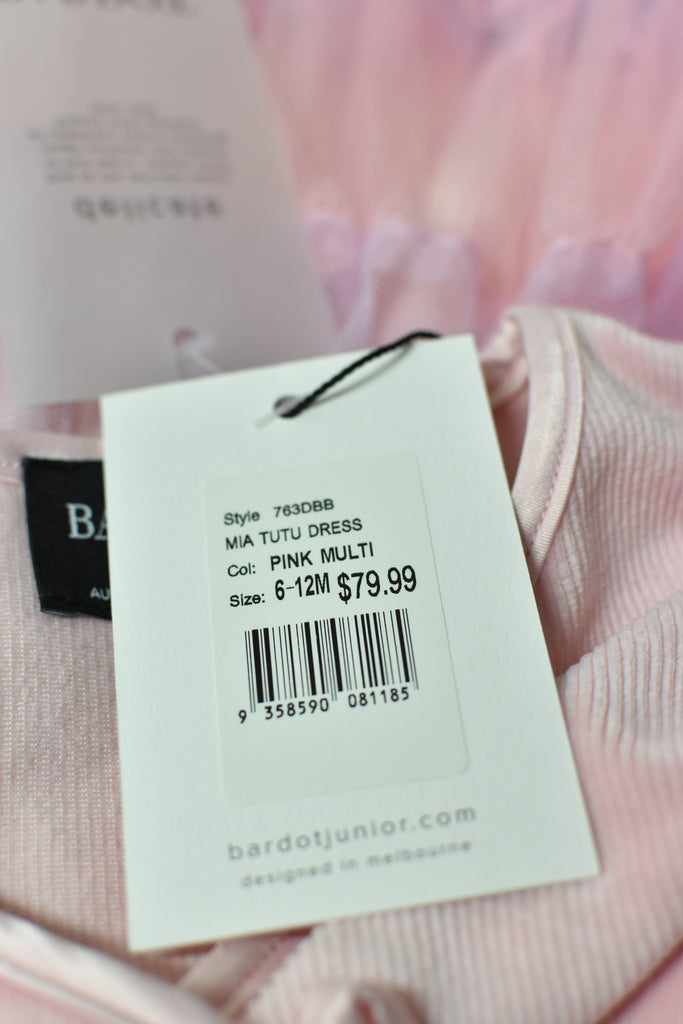 delicate
BA
AU
Style 763DBB
MIA TUTU DRESS
Col: PINK MULTI
Size: 6-12M $79.99
9 358590 081185
bardotjunior.com
designed in melbourne